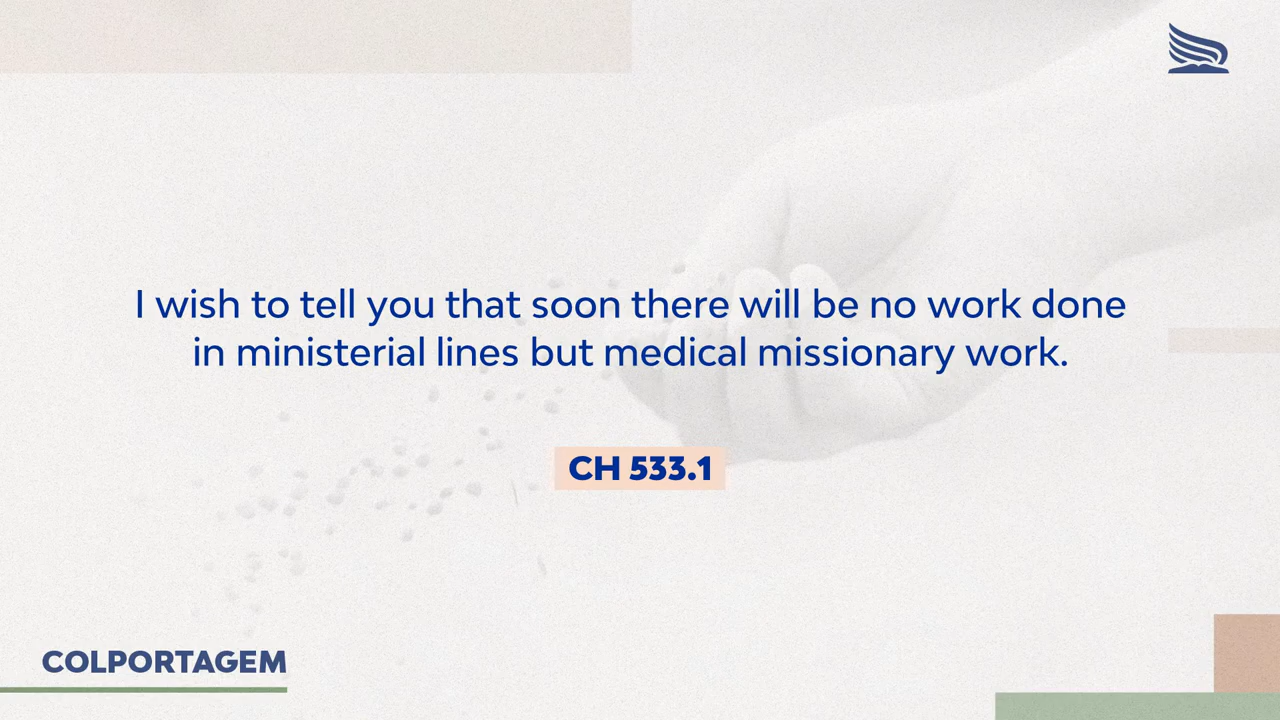 I wish to tell you that soon there will be no work done
in ministerial lines but medical missionary work.
CH 533.1
COLPORTAGEM